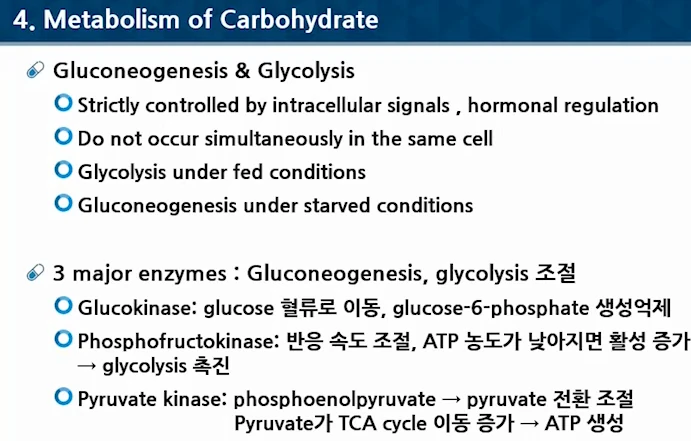 4. Metabolism of Carbohydrate
Gluconeogenesis & Glycolysis
Strictly controlled by intracellular signals , hormonal regulation
Do not occur simultaneously in the same cell
Glycolysis under fed conditions
Gluconeogenesis under starved conditions
3 major enzymes : Gluconeogenesis, glycolysis 조절
Glucokinase: glucose 혈류로 이동, glucose-6-phosphate 생성억제
Phosphofructokinase: 반응 속도 조절, ATP 농도가 낮아지면 활성 증가
→ glycolysis 촉진
Pyruvate kinase: phosphoenolpyruvate → pyruvate 전환 조절
Pyruvate가 TCA cycle 이동 증가 → ATP 생성